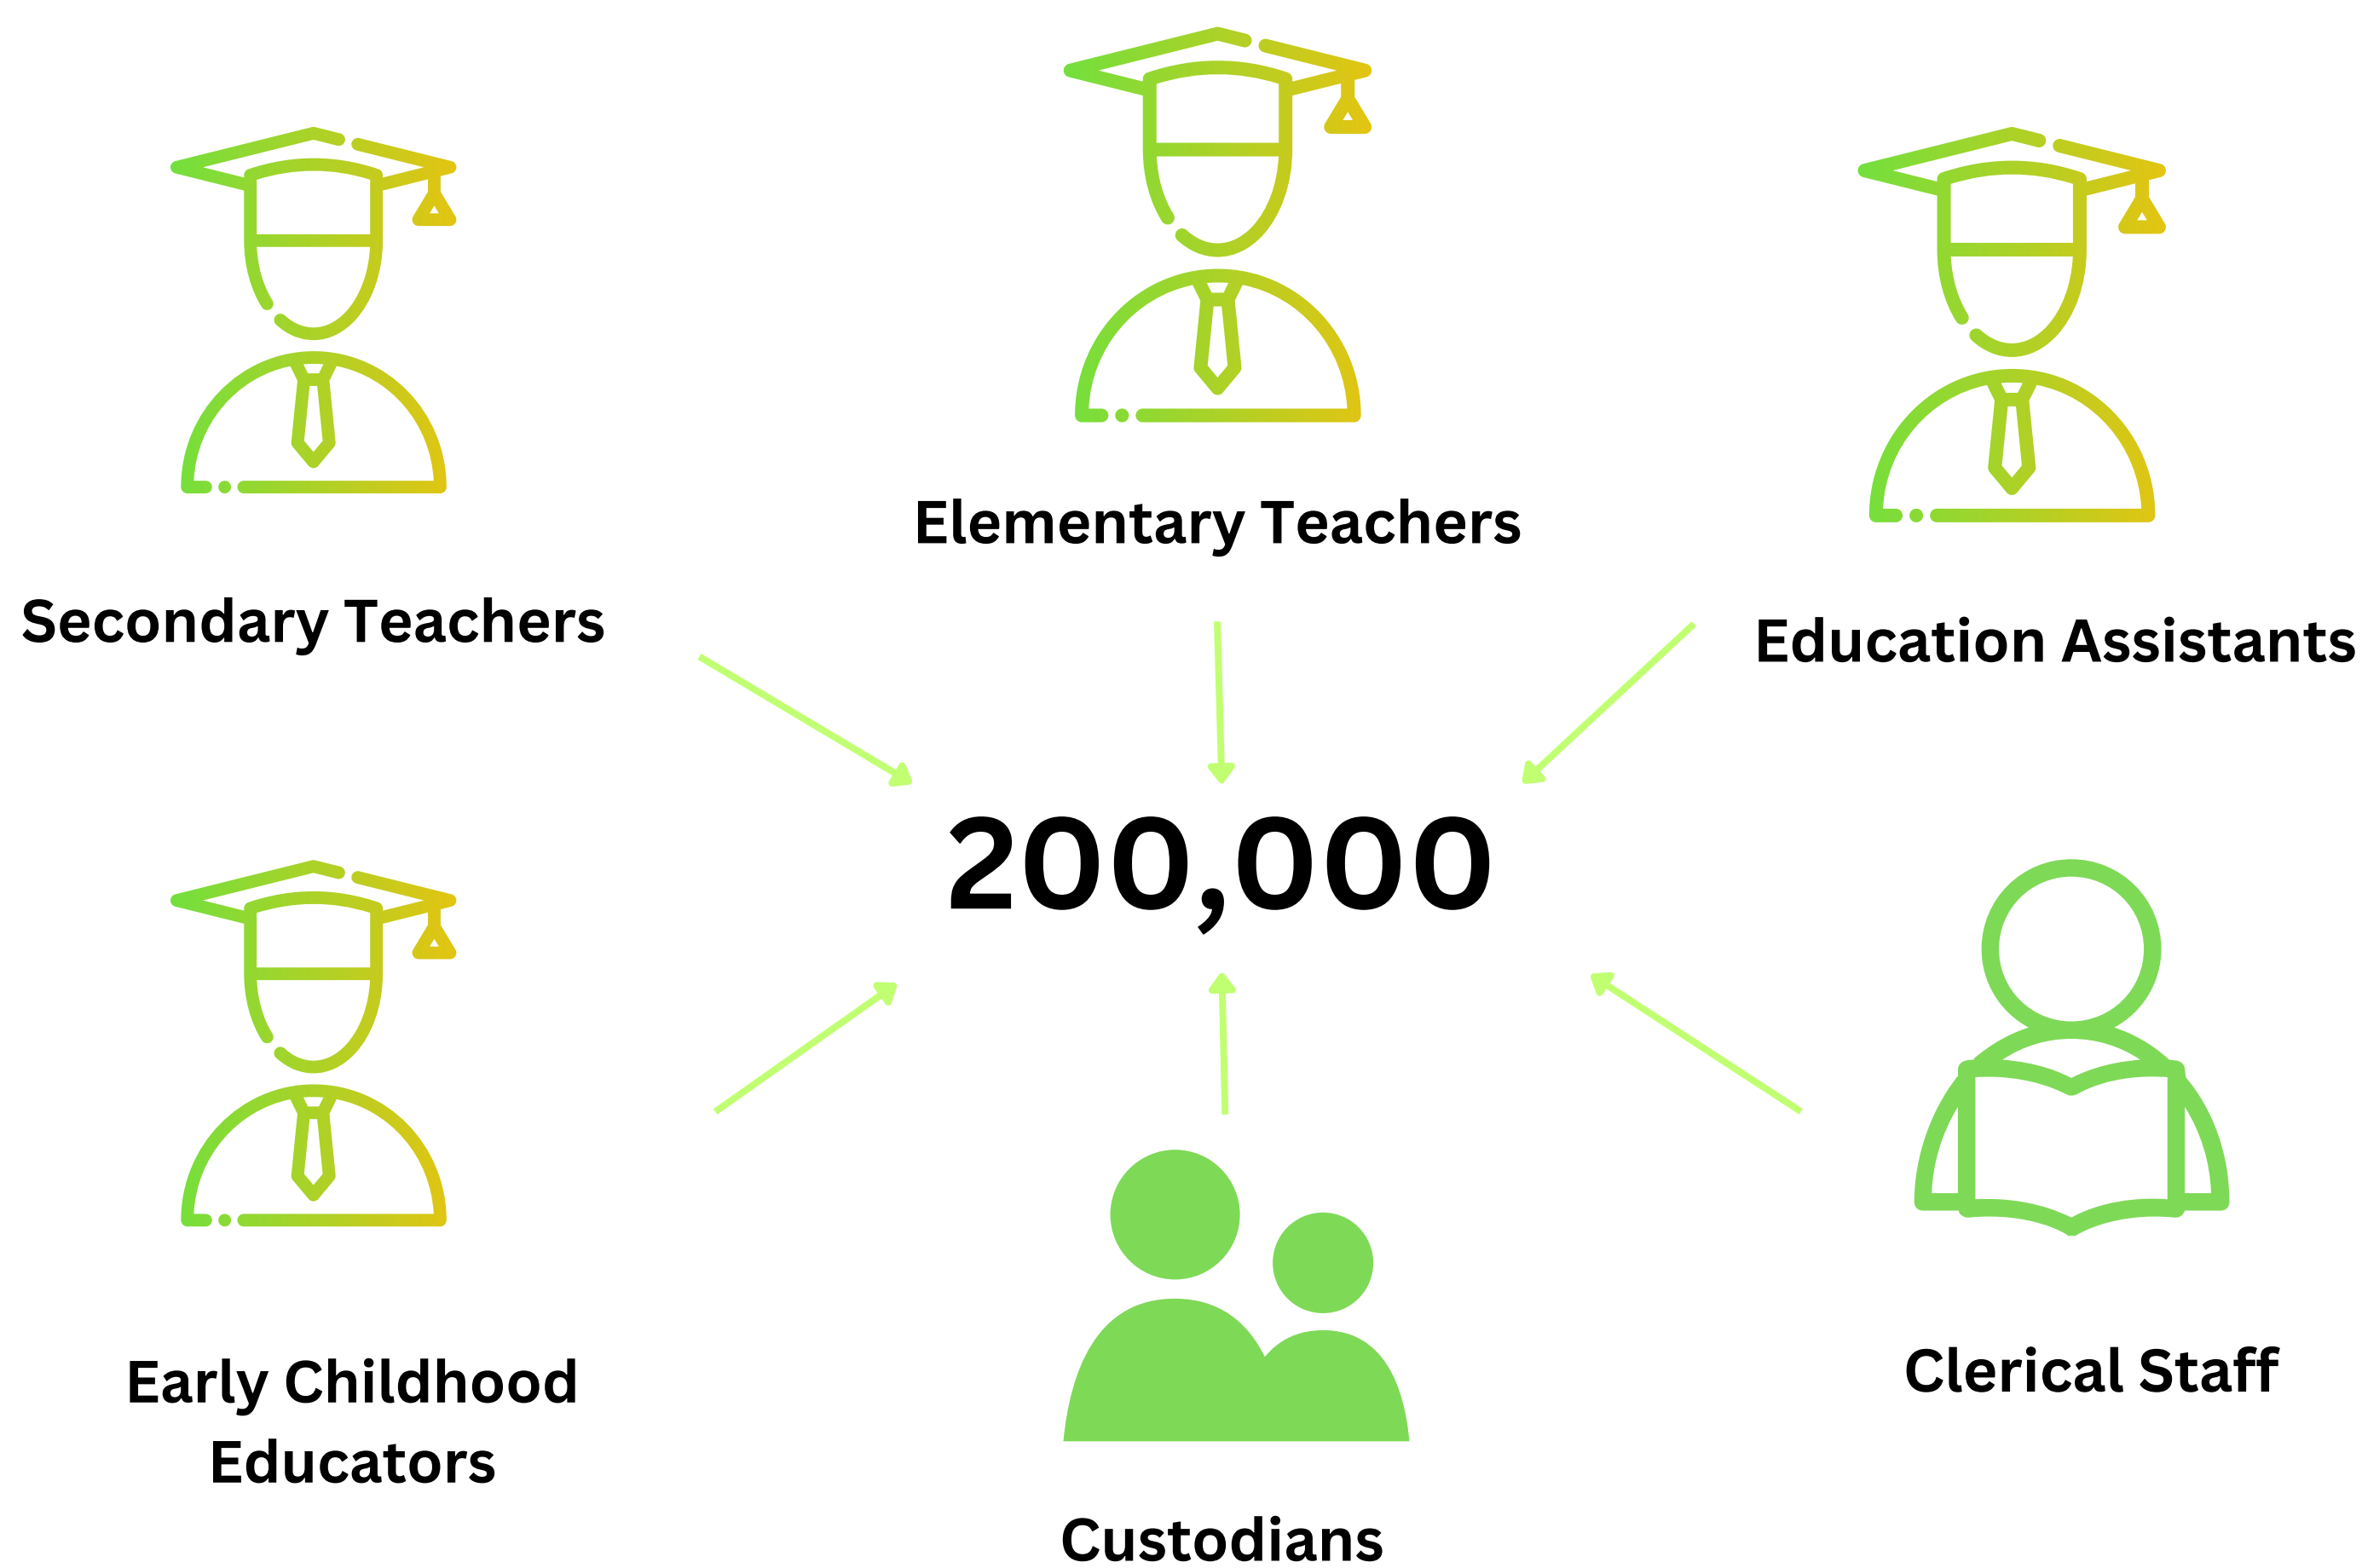 Elementary Teachers
Secondary Teachers
Education Assistants
200,000
Early Childhood
Educators
Clerical Staff
Custodians